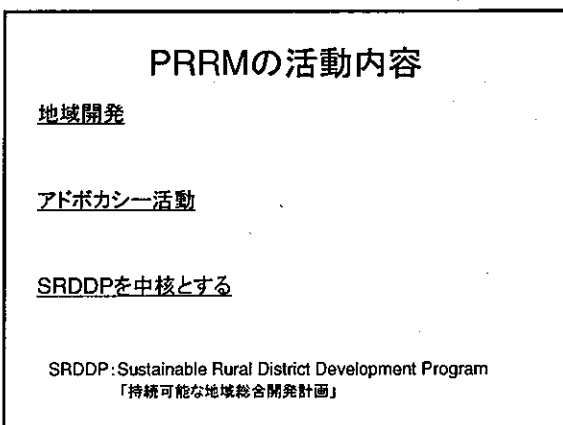 PRRMの活動内容
地域開発
アドボカシー活動
SRDDPを中核とする
SRDDP:Sustainable Rural District Development Program
「持続可能な地域総合開発計画」